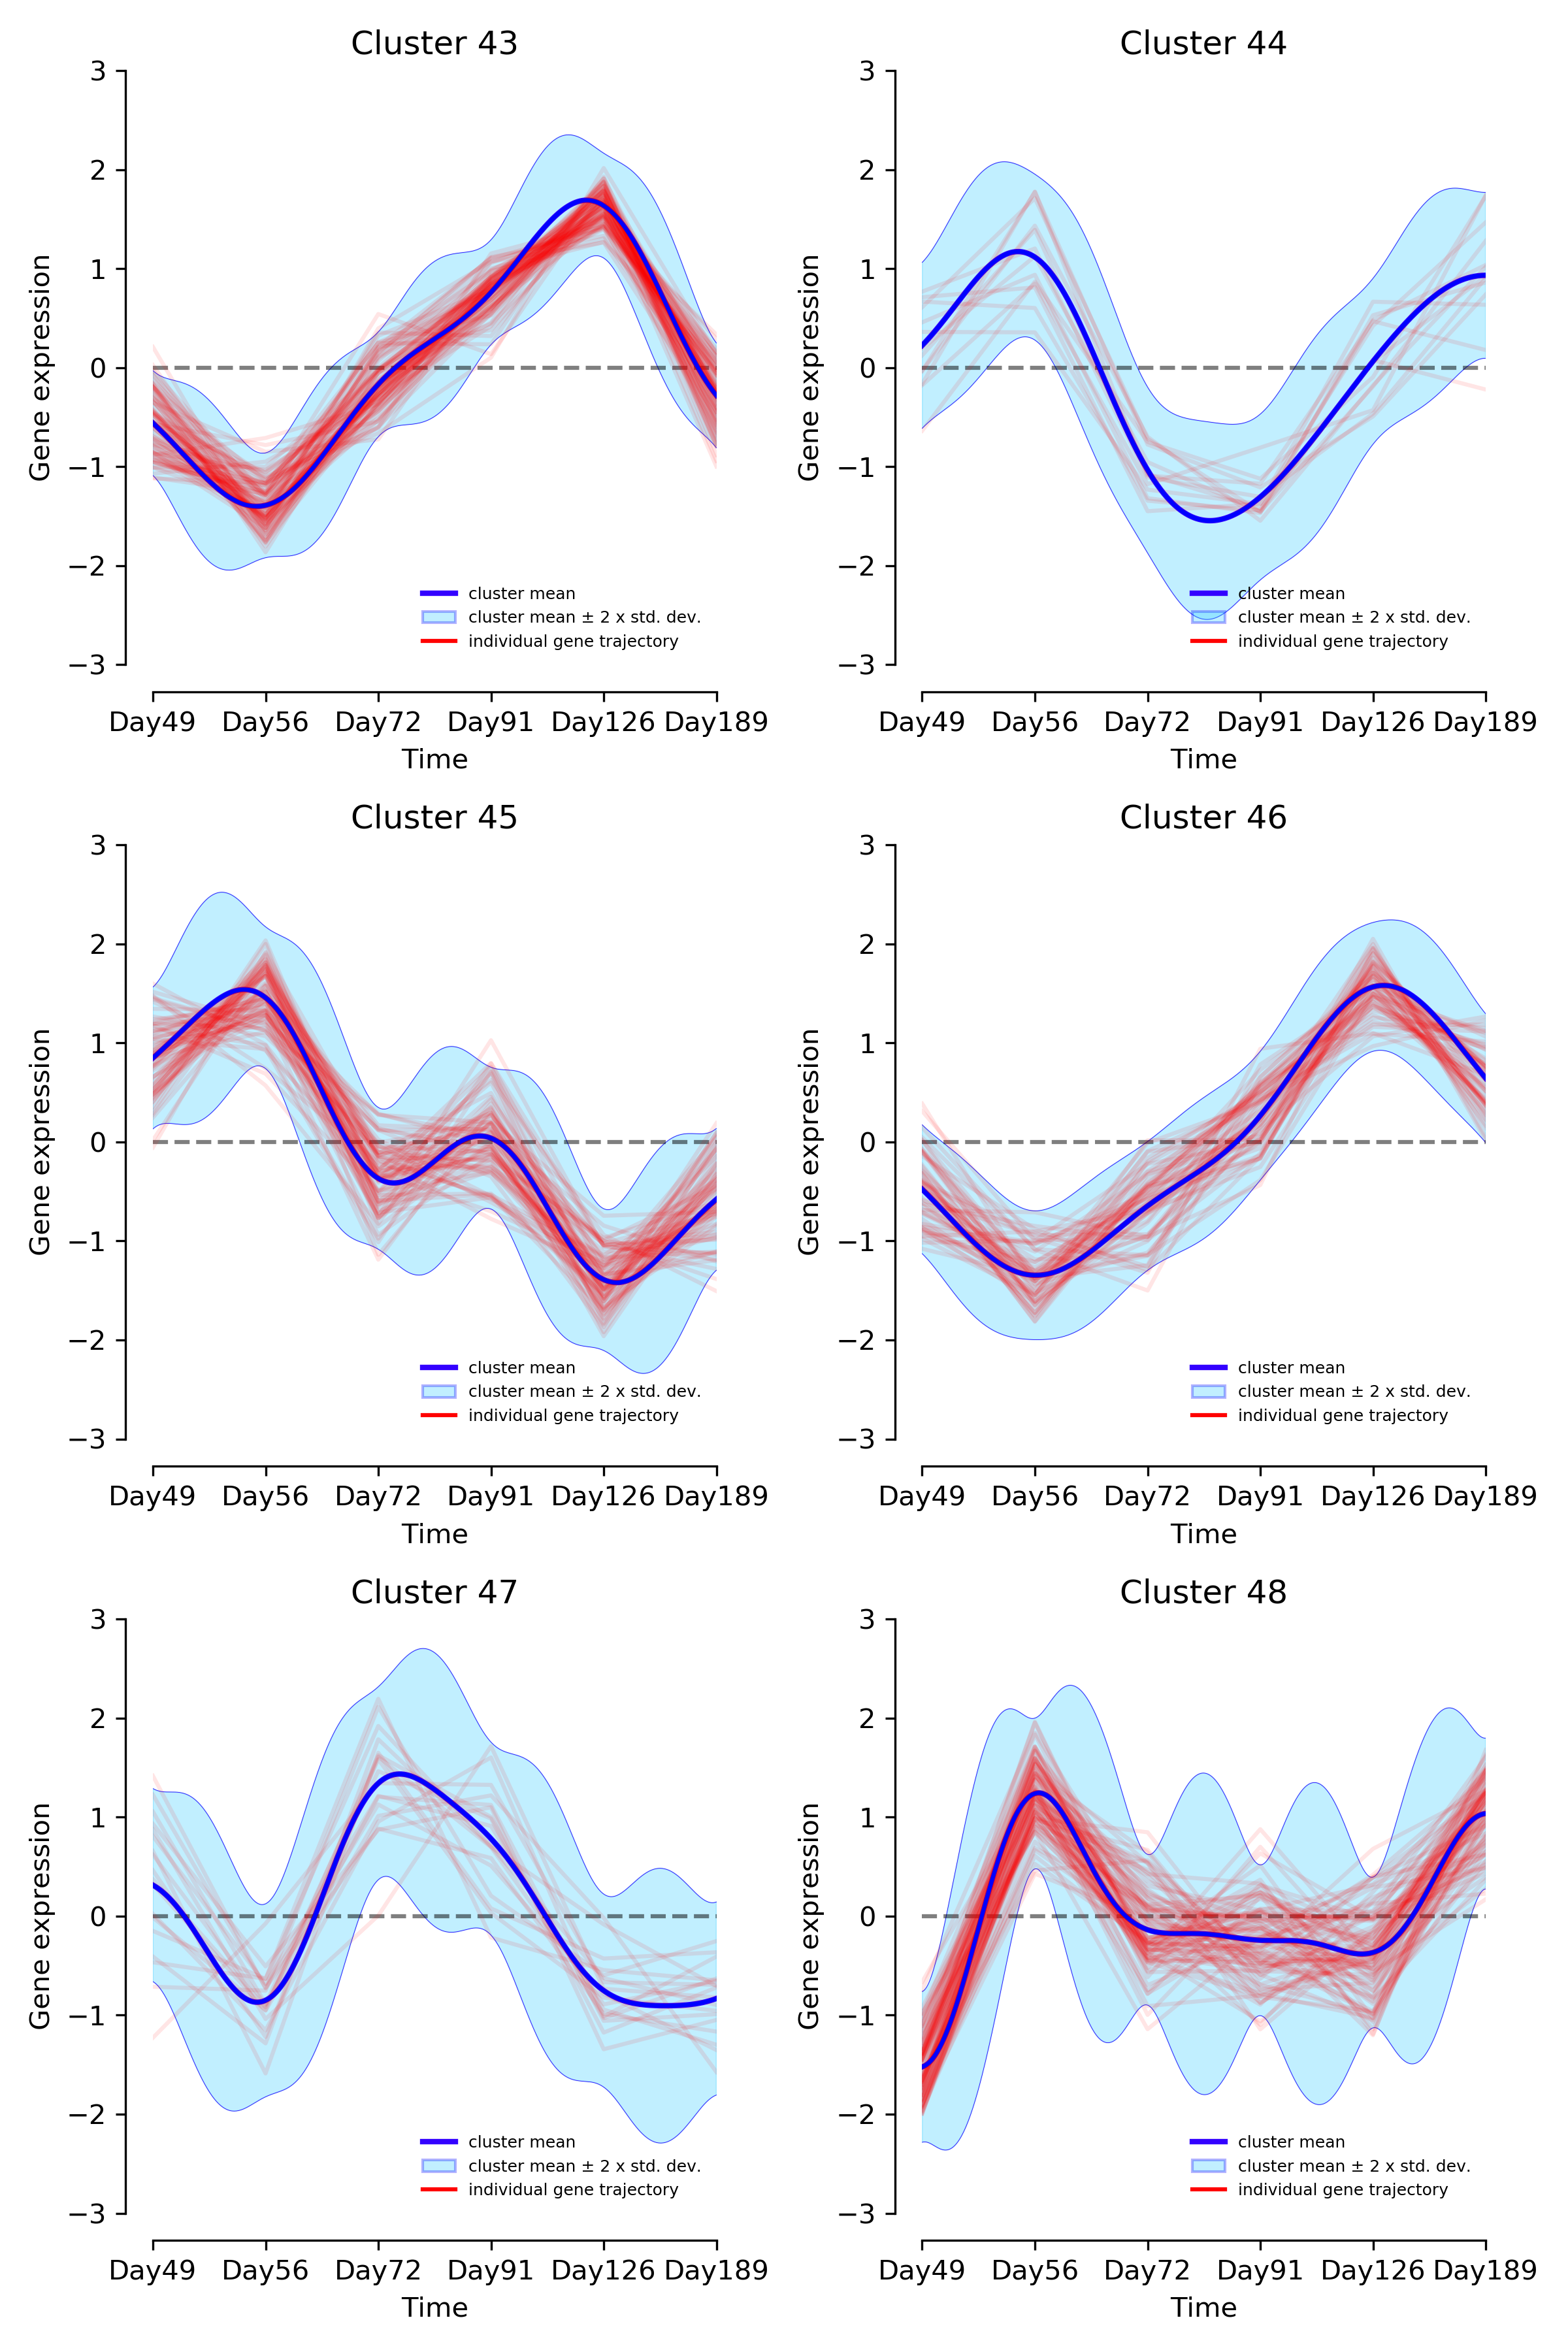 Cluster 43
Gene expression
3
2
1
0
−1
−2
−3
cluster mean
cluster mean ± 2 x std. dev.
individual gene trajectory
Day49 Day56 Day72 Day91 Day126 Day189
Time
Cluster 44
Gene expression
3
2
1
0
−1
−2
−3
cluster mean
cluster mean ± 2 x std. dev.
individual gene trajectory
Day49 Day56 Day72 Day91 Day126 Day189
Time
Cluster 45
Gene expression
3
2
1
0
−1
−2
−3
cluster mean
cluster mean ± 2 x std. dev.
individual gene trajectory
Day49 Day56 Day72 Day91 Day126 Day189
Time
Cluster 46
Gene expression
3
2
1
0
−1
−2
−3
cluster mean
cluster mean ± 2 x std. dev.
individual gene trajectory
Day49 Day56 Day72 Day91 Day126 Day189
Time
Cluster 47
Gene expression
3
2
1
0
−1
−2
−3
cluster mean
cluster mean ± 2 x std. dev.
individual gene trajectory
Day49 Day56 Day72 Day91 Day126 Day189
Time
Cluster 48
Gene expression
3
2
1
0
−1
−2
−3
cluster mean
cluster mean ± 2 x std. dev.
individual gene trajectory
Day49 Day56 Day72 Day91 Day126 Day189
Time